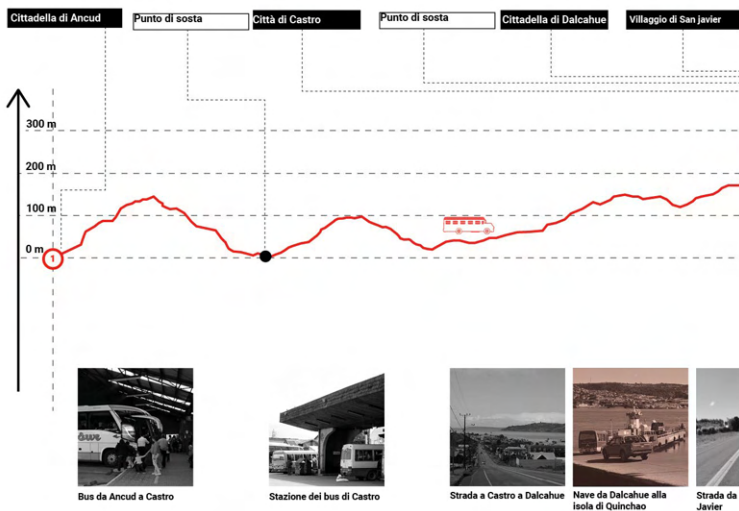 Cittadella di Ancud
Punto di sosta
Città di Castro
Punto di sosta
Cittadella di Dalcahue
Villaggio di San javier
300 m
200 m
100 m
0 m
1
Bus da Ancud a Castro
Stazione dei bus di Castro
Strada a Castro a Dalcahue
Nave da Dalcahue alla
isola di Quinchao
Strada da
Javier